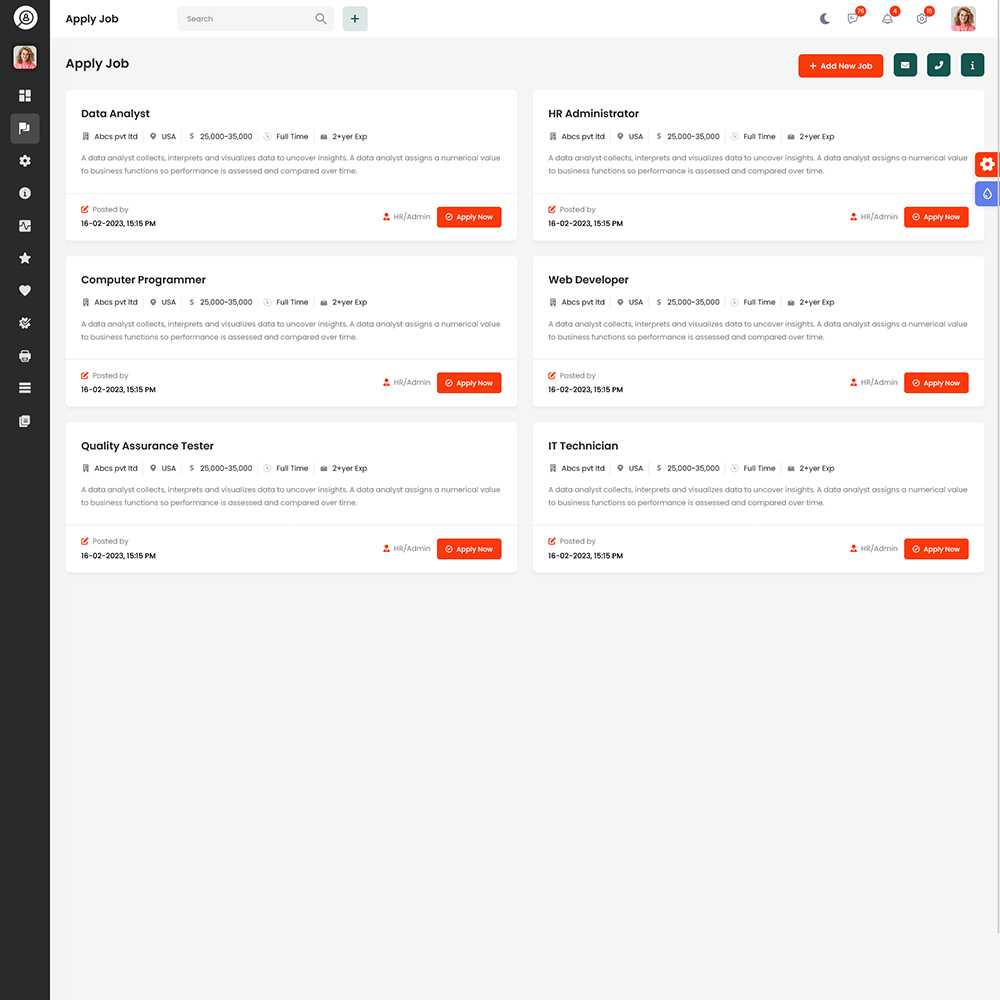 Apply Job
Search
76
4
15
Apply Job
Add New Job
Data Analyst
Abcs pvt ltd USA $ 25,000-35,000 Full Time 2+yer Exp
A data analyst collects, interprets and visualizes data to uncover insights. A data analyst assigns a numerical value
to business functions so performance is assessed and compared over time.
Posted by
16-02-2023, 15:15 PM
HR/Admin
Apply Now
HR Administrator
Abcs pvt ltd USA $ 25,000-35,000 Full Time 2+yer Exp
A data analyst collects, interprets and visualizes data to uncover insights. A data analyst assigns a numerical value
to business functions so performance is assessed and compared over time.
Posted by
16-02-2023, 15:15 PM
HR/Admin
Apply Now
Computer Programmer
Abcs pvt ltd USA $ 25,000-35,000 Full Time 2+yer Exp
A data analyst collects, interprets and visualizes data to uncover insights. A data analyst assigns a numerical value
to business functions so performance is assessed and compared over time.
Posted by
16-02-2023, 15:15 PM
HR/Admin
Apply Now
Web Developer
Abcs pvt ltd USA $ 25,000-35,000 Full Time 2+yer Exp
A data analyst collects, interprets and visualizes data to uncover insights. A data analyst assigns a numerical value
to business functions so performance is assessed and compared over time.
Posted by
16-02-2023, 15:15 PM
HR/Admin
Apply Now
Quality Assurance Tester
Abcs pvt ltd USA $ 25,000-35,000 Full Time 2+yer Exp
A data analyst collects, interprets and visualizes data to uncover insights. A data analyst assigns a numerical value
to business functions so performance is assessed and compared over time.
Posted by
16-02-2023, 15:15 PM
HR/Admin
Apply Now
IT Technician
Abcs pvt ltd USA $ 25,000-35,000 Full Time 2+yer Exp
A data analyst collects, interprets and visualizes data to uncover insights. A data analyst assigns a numerical value
to business functions so performance is assessed and compared over time.
Posted by
16-02-2023, 15:15 PM
HR/Admin
Apply Now